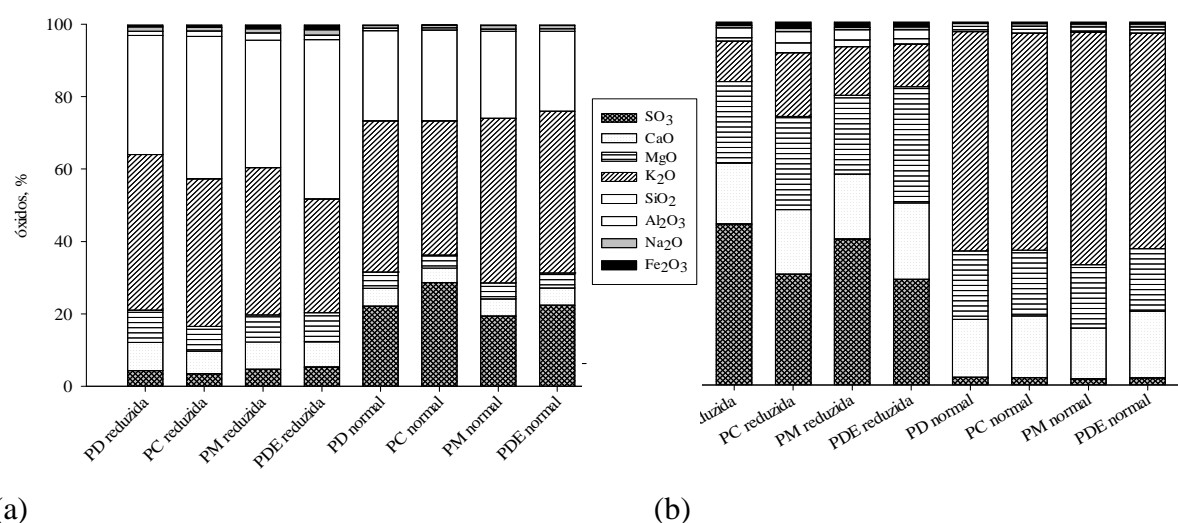 100
80
60
40
20
0
óxidos, %
PD reduzida
PC reduzida
PM reduzida
PDE reduzida
PD normal
PC normal
PM normal
PDE normal
SO3
CaO
MgO
K2O
SiO2
Al2O3
Na2O
Fe2O3
duzida
PC reduzida
PM reduzida
PDE reduzida
PD normal
PC normal
PM normal
PDE normal
(a)
(b)